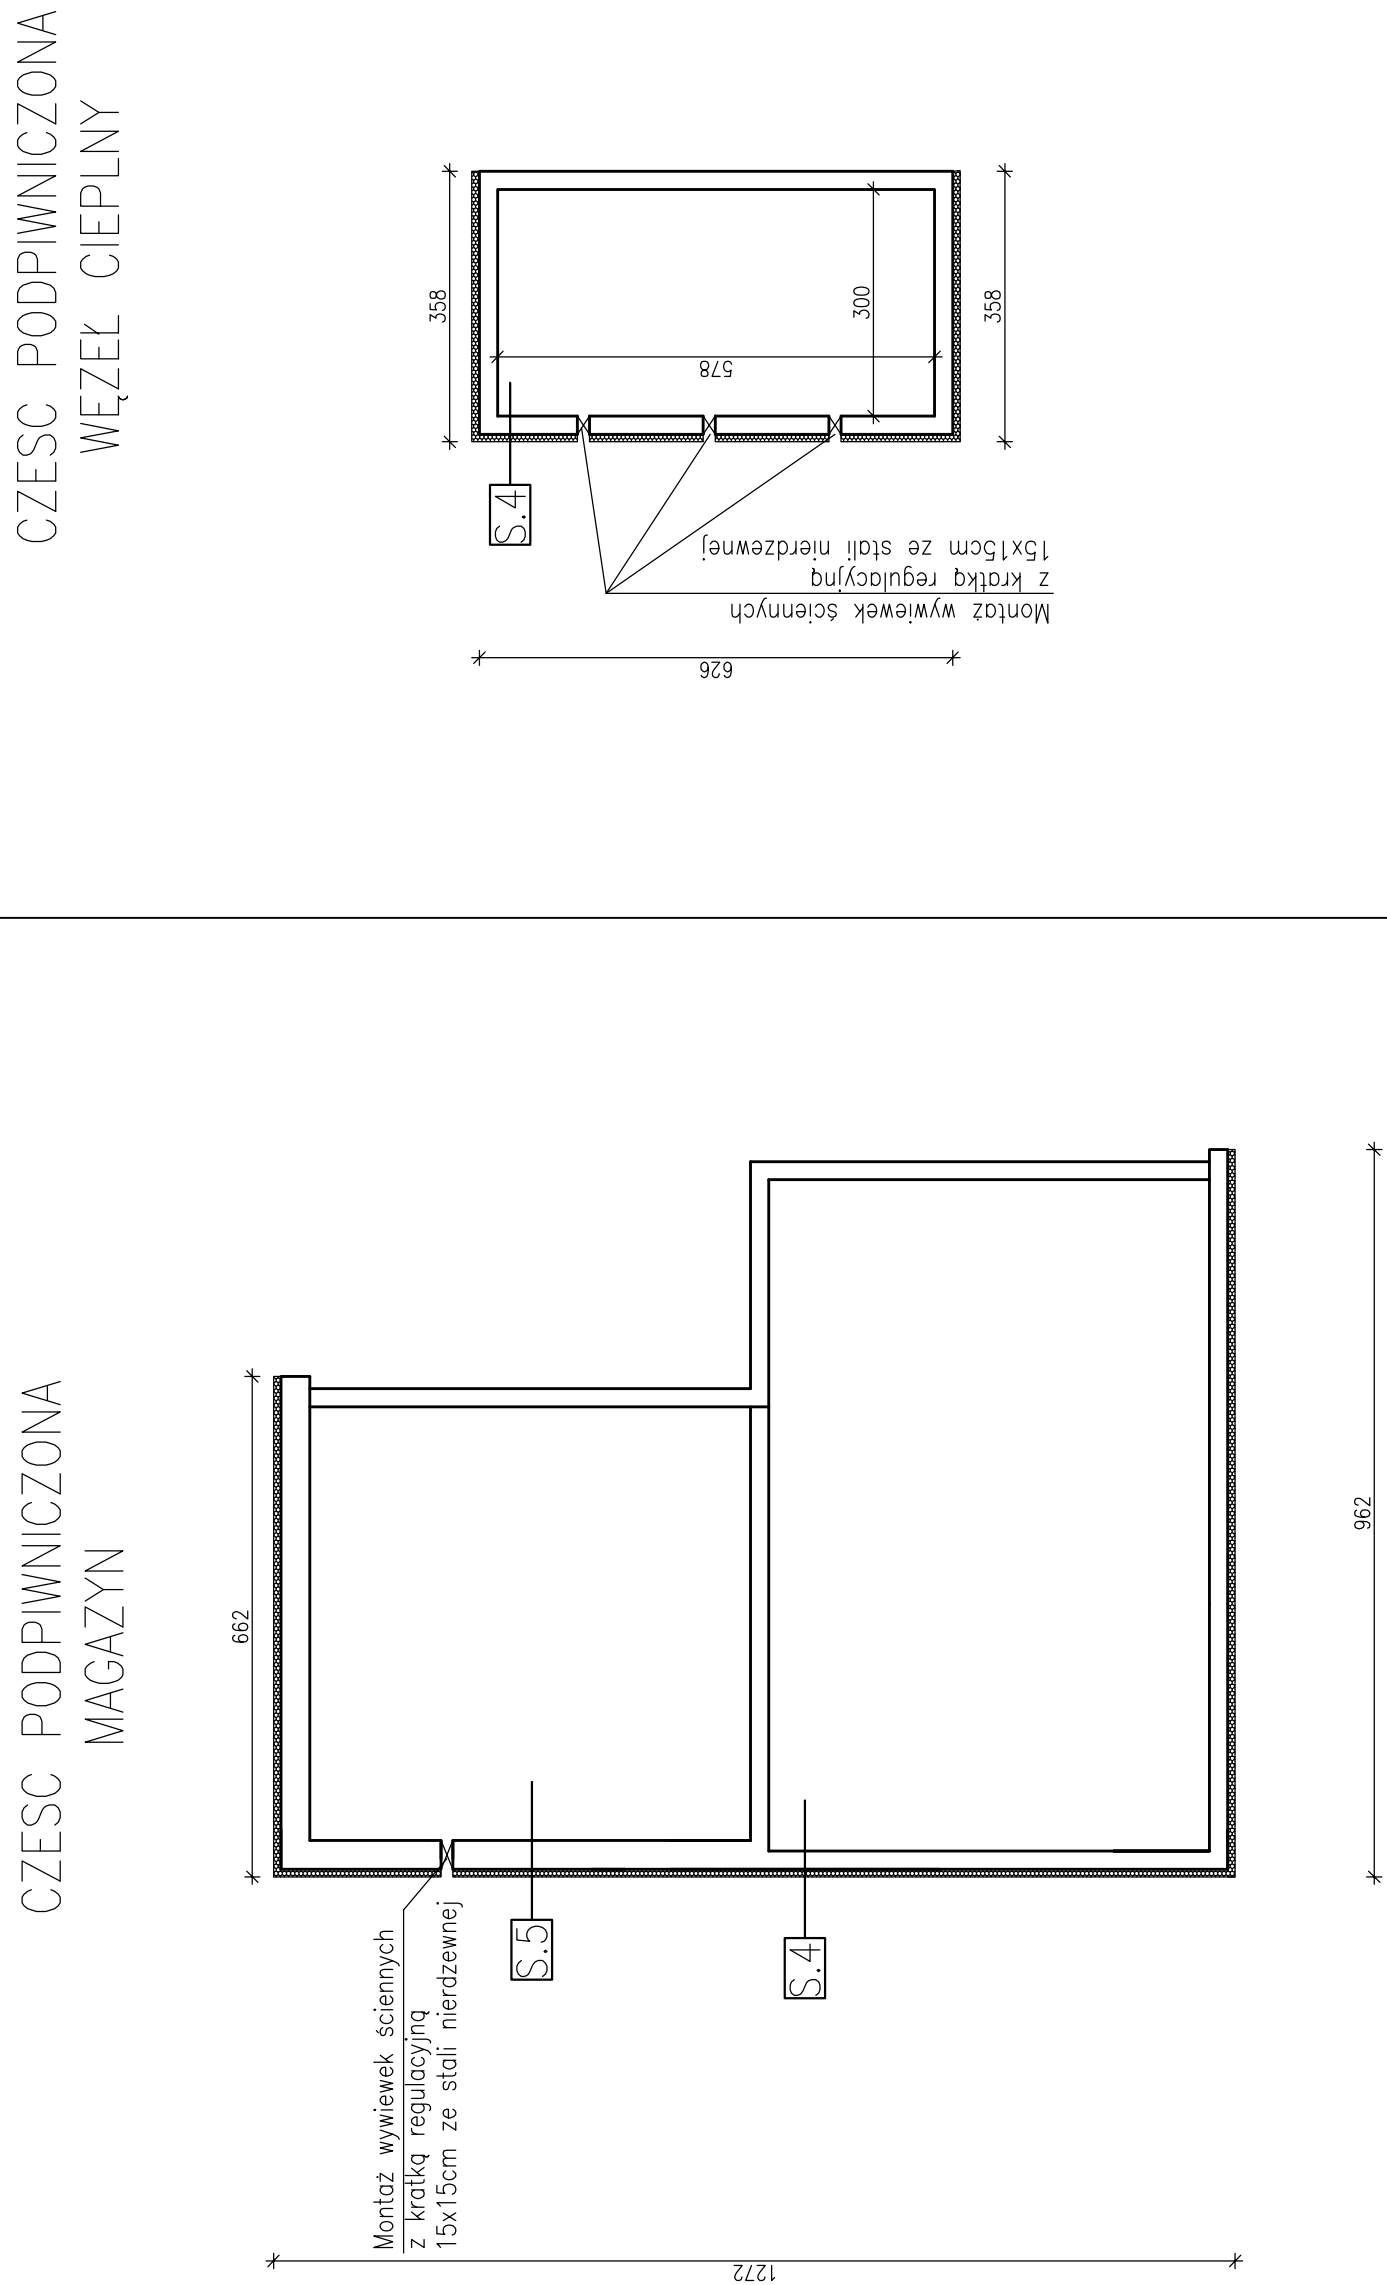 CZESC PODPIWNICZONA
MAGAZYN
662
Montaż wywiewek ściennych
z kratką regulacyjną
15x15cm ze stali nierdzewnej
S.5
S.4
1272
962
CZESC PODPIWNICZONA
WĘZEŁ CIEPLNY
358
S.4
578
300
358
Montaż wywiewek ściennych
z kratką regulacyjną
15x15cm ze stali nierdzewnej
626